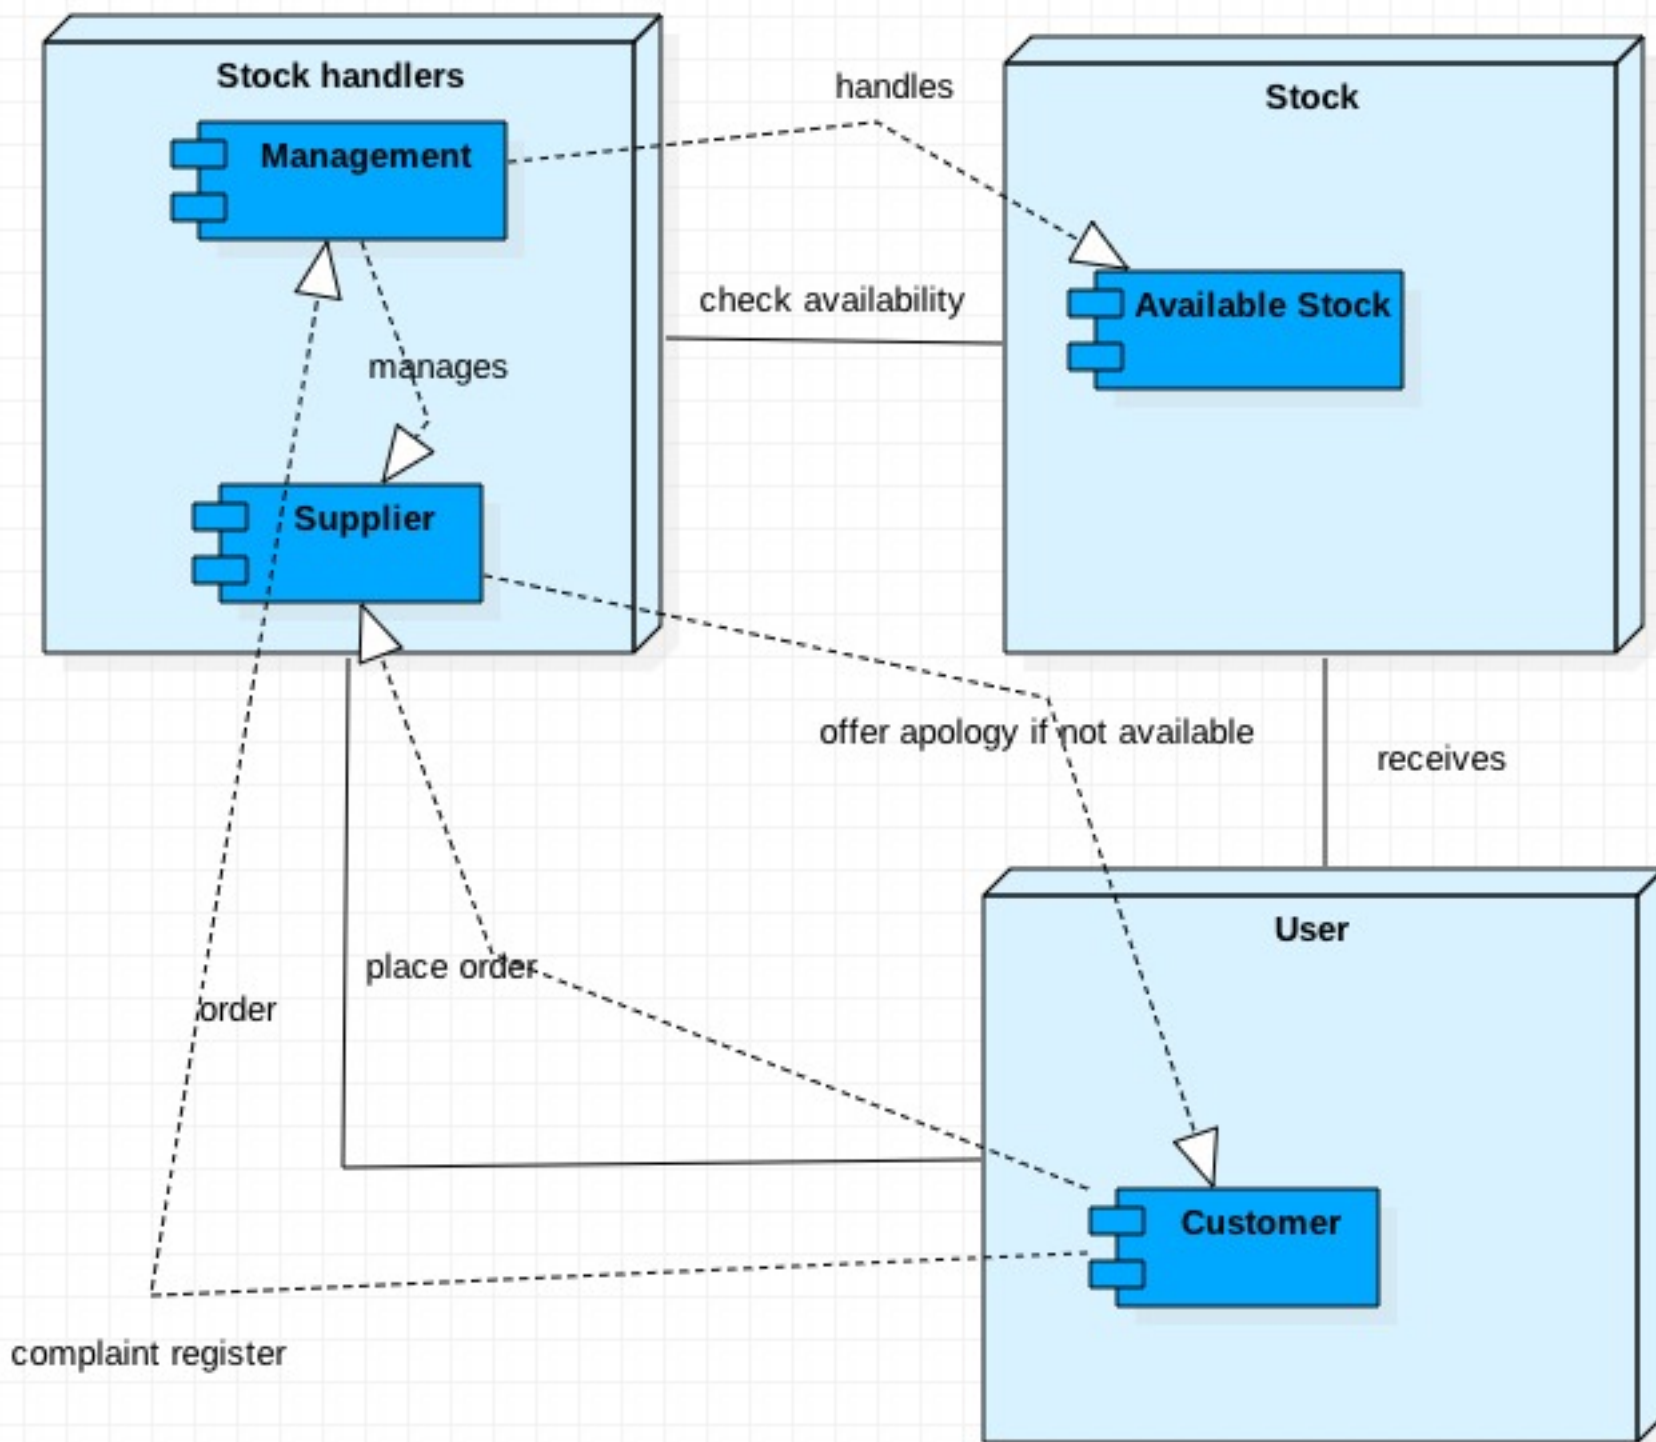 Stock handlers
Management
manages
Supplier
handles
check availability
Stock
Available Stock
offer apology if not available
receives
place order
order
User
Customer
complaint register